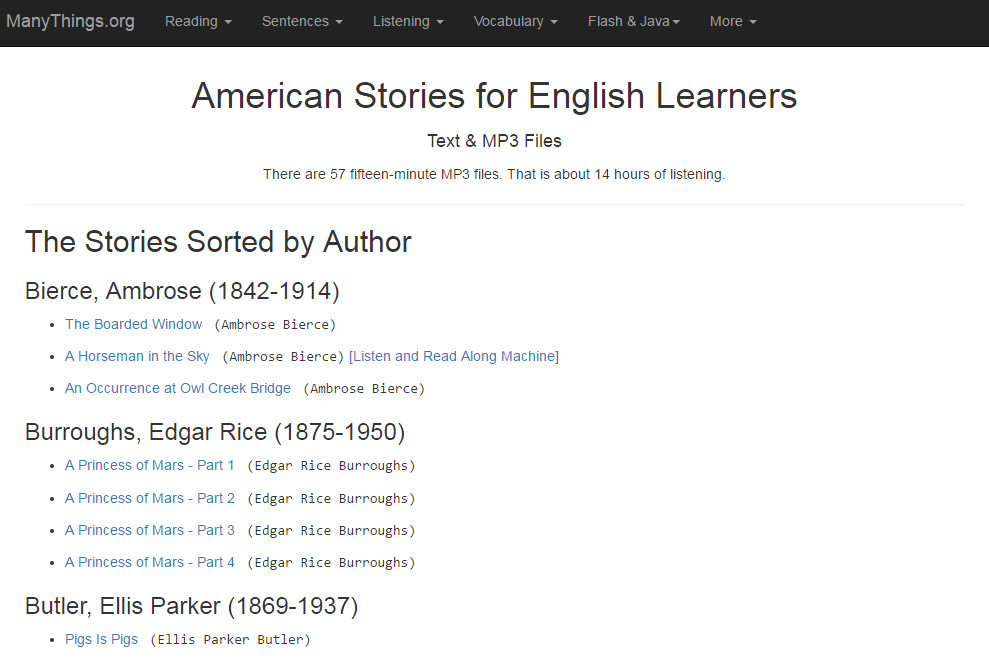 ManyThings.org Reading Sentences Listening Vocabulary Flash & Java More
American Stories for English Learners
Text & MP3 Files
There are 57 fifteen-minute MP3 files. That is about 14 hours of listening.
The Stories Sorted by Author
Bierce, Ambrose (1842-1914)
• The Boarded Window (Ambrose Bierce)
• A Horseman in the Sky (Ambrose Bierce) [Listen and Read Along Machine]
• An Occurrence at Owl Creek Bridge (Ambrose Bierce)
Burroughs, Edgar Rice (1875-1950)
• A Princess of Mars - Part 1 (Edgar Rice Burroughs)
• A Princess of Mars - Part 2 (Edgar Rice Burroughs)
• A Princess of Mars - Part 3 (Edgar Rice Burroughs)
• A Princess of Mars - Part 4 (Edgar Rice Burroughs)
Butler, Ellis Parker (1869-1937)
• Pigs Is Pigs (Ellis Parker Butler)